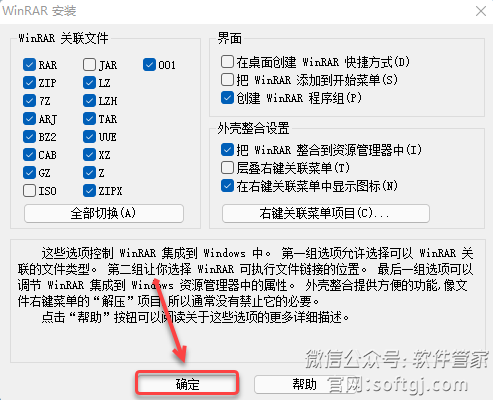 WinRAR 安装
WinRAR 关联文件
RAR
JAR
001
ZIP
LZ
7Z
LZH
ARJ
TAR
BZ2
UUE
CAB
XZ
GZ
Z
ISO
ZIPX
全部切换(A)
界面
在桌面创建 WinRAR 快捷方式(D)
把 WinRAR 添加到开始菜单(S)
创建 WinRAR 程序组(P)
外壳整合设置
把 WinRAR 整合到资源管理器中(I)
层叠右键关联菜单(T)
在右键关联菜单中显示图标(N)
右键关联菜单项目(C)...
这些选项控制 WinRAR 集成到 Windows 中。 第一组选项允许选择可以 WinRAR 关
联的文件类型。 第二组让你选择 WinRAR 可执行文件链接的位置。 最后一组选项可以
调节 WinRAR 集成到 Windows 资源管理器中的属性。 外壳整合提供方便的功能,像文
件右键菜单的“解压”项目,所以通常没有禁止它的必要。
点击“帮助”按钮可以阅读关于这些选项的更多详细描述。
确定
帮助
微信公众号: 软件管家
官网:softgj.com